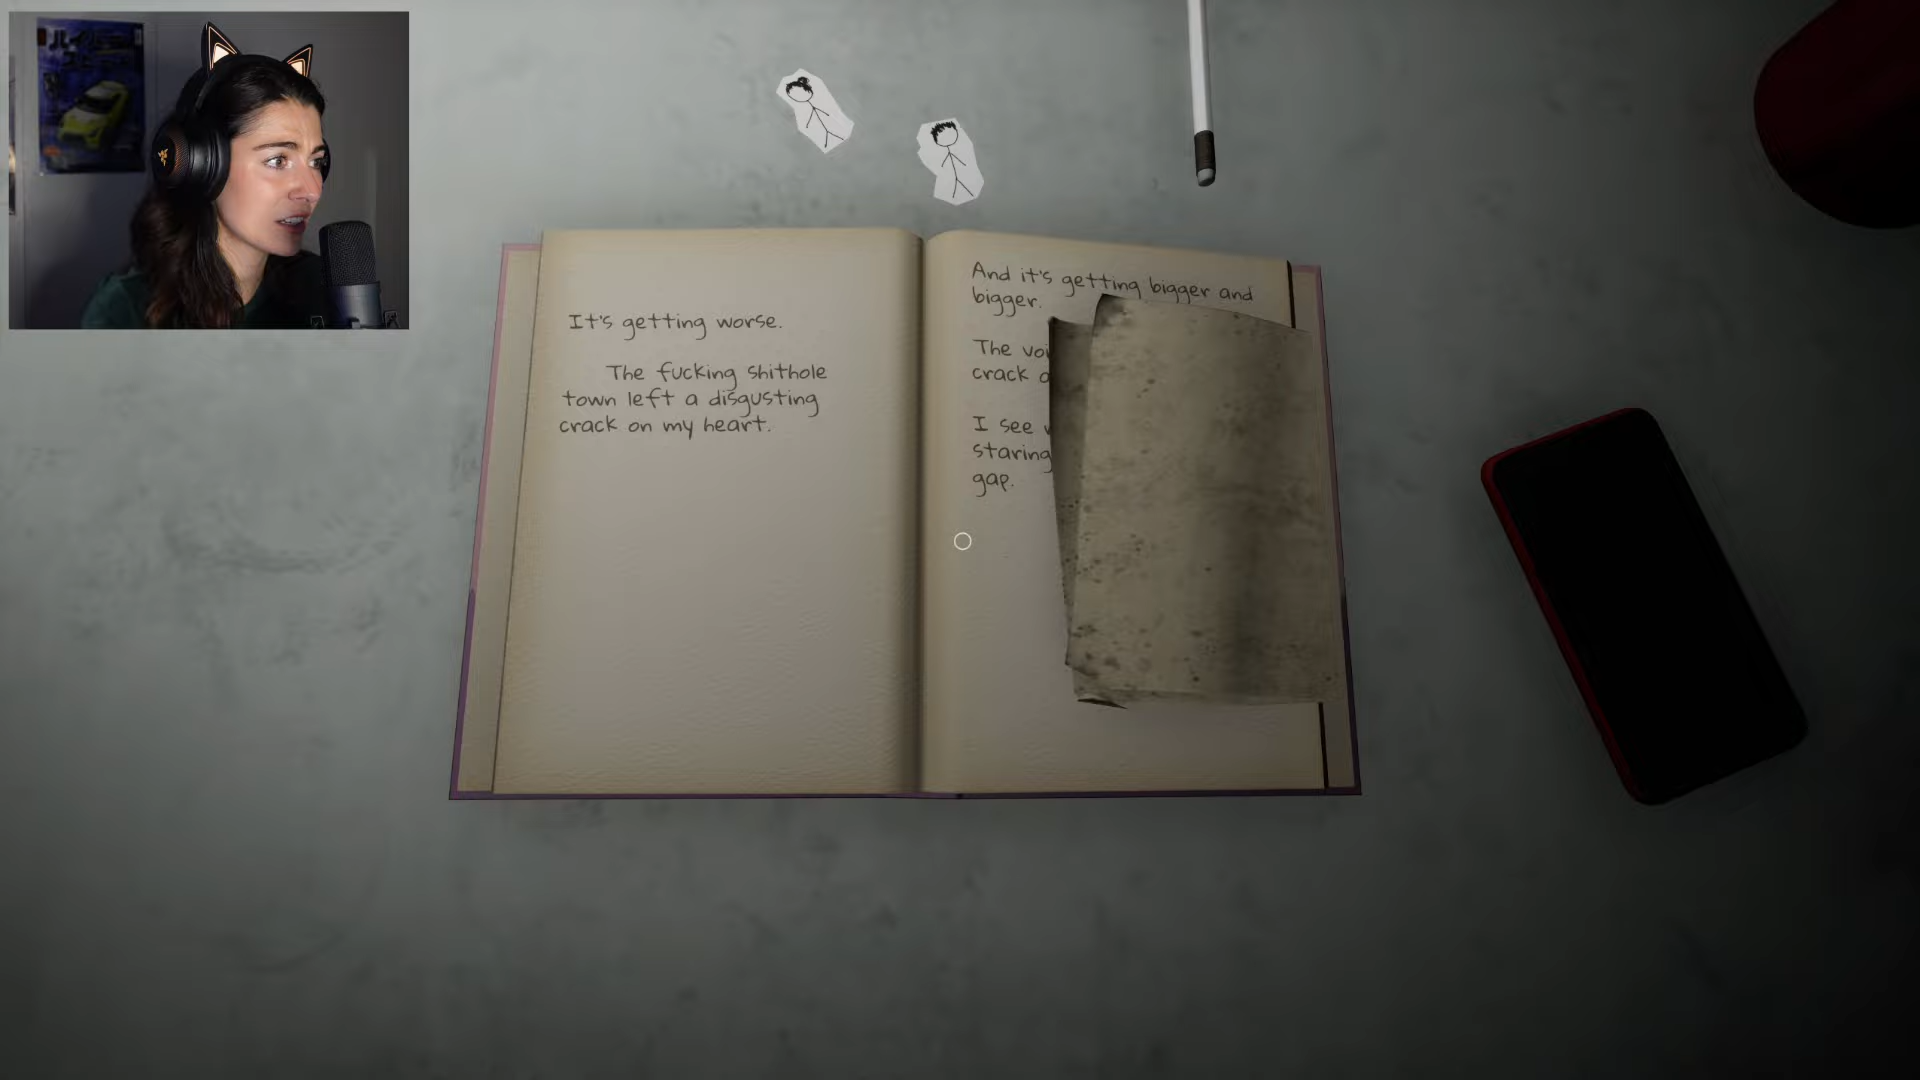 It's getting worse.
The fucking shithole
town left a disgusting
crack on my heart.
And it's getting bigger and
bigger.
The
crack
I see
staring
gap.